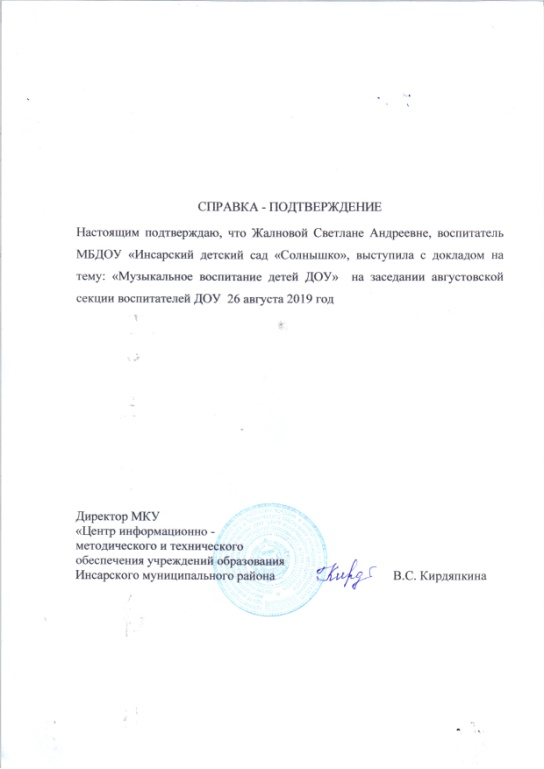 СПРАВКА - ПОДТВЕРЖДЕНИЕ
Настоящим подтверждаю, что Жалновой Светлане Андреевне, воспитатель
МБДОУ «Инсарский детский сад «Солнышко», выступила с докладом на
тему: «Музыкальное воспитание детей ДОУ» на заседании августовской
секции воспитателей ДОУ 26 августа 2019 год
Директор МКУ
«Центр информационно -
методического и технического
обеспечения учреждений образования
Инсарского муниципального района В.С. Кирдяпкина